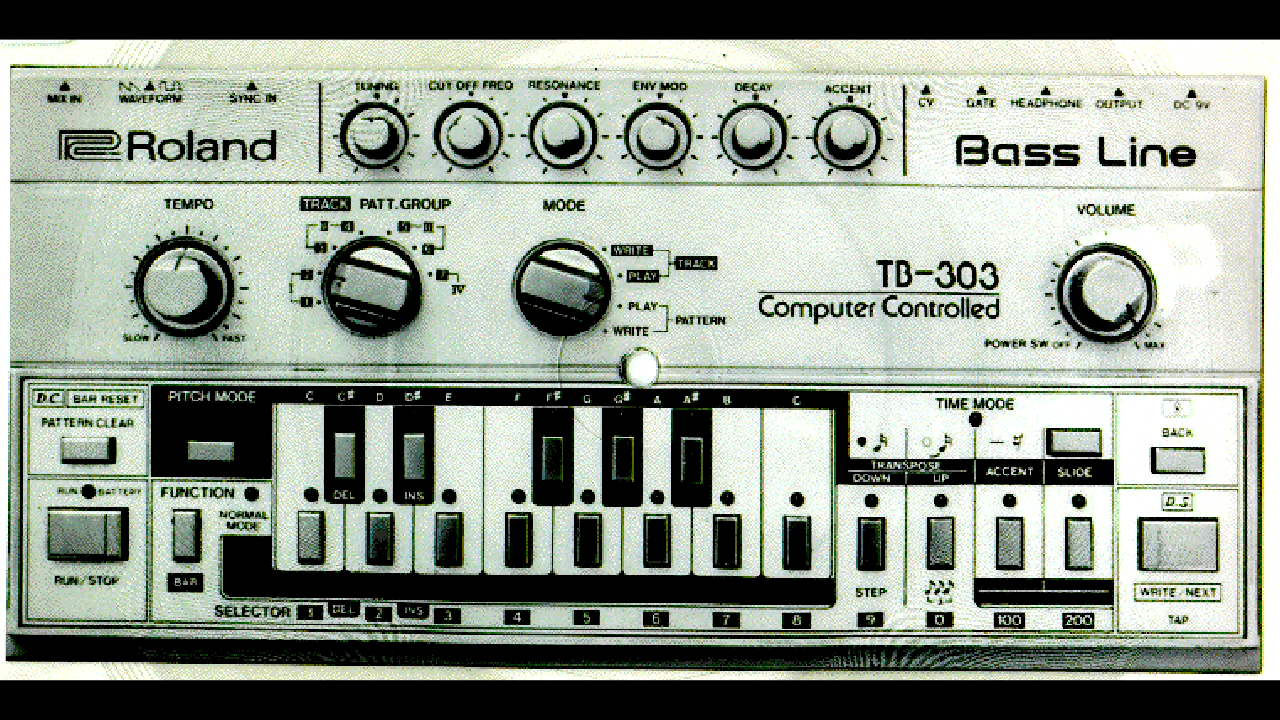 MIX IN WAVEFORM SYNC IN TUNING CUT OFF FREQ RESONANCE ENV MOD DECAY ACCENT CV GATE HEADPHONE OUTPUT DC 9V
Roland Bass Line
TEMPO TRACK PATT.GROUP MODE VOLUME
WRITE
TRACK
PLAY
TB-303
IV
Computer Controlled
PLAY
PATTERN
WRITE
SLOW FAST POWER SW OFF MAX
D.C. BAR RESET PITCH MODE C C# D D# E F F# G G# A A# B C TIME MODE
PATTERN CLEAR BACK
TRANSPOSE
DOWN UP ACCENT SLIDE
RUN BATTERY FUNCTION DEL INS D.S.
NORMAL
MODE
RUN/STOP BAR STEP WRITE/NEXT
SELECTOR 1 DEL 2 INS 3 4 5 6 7 8 9 0 100 200 TAP